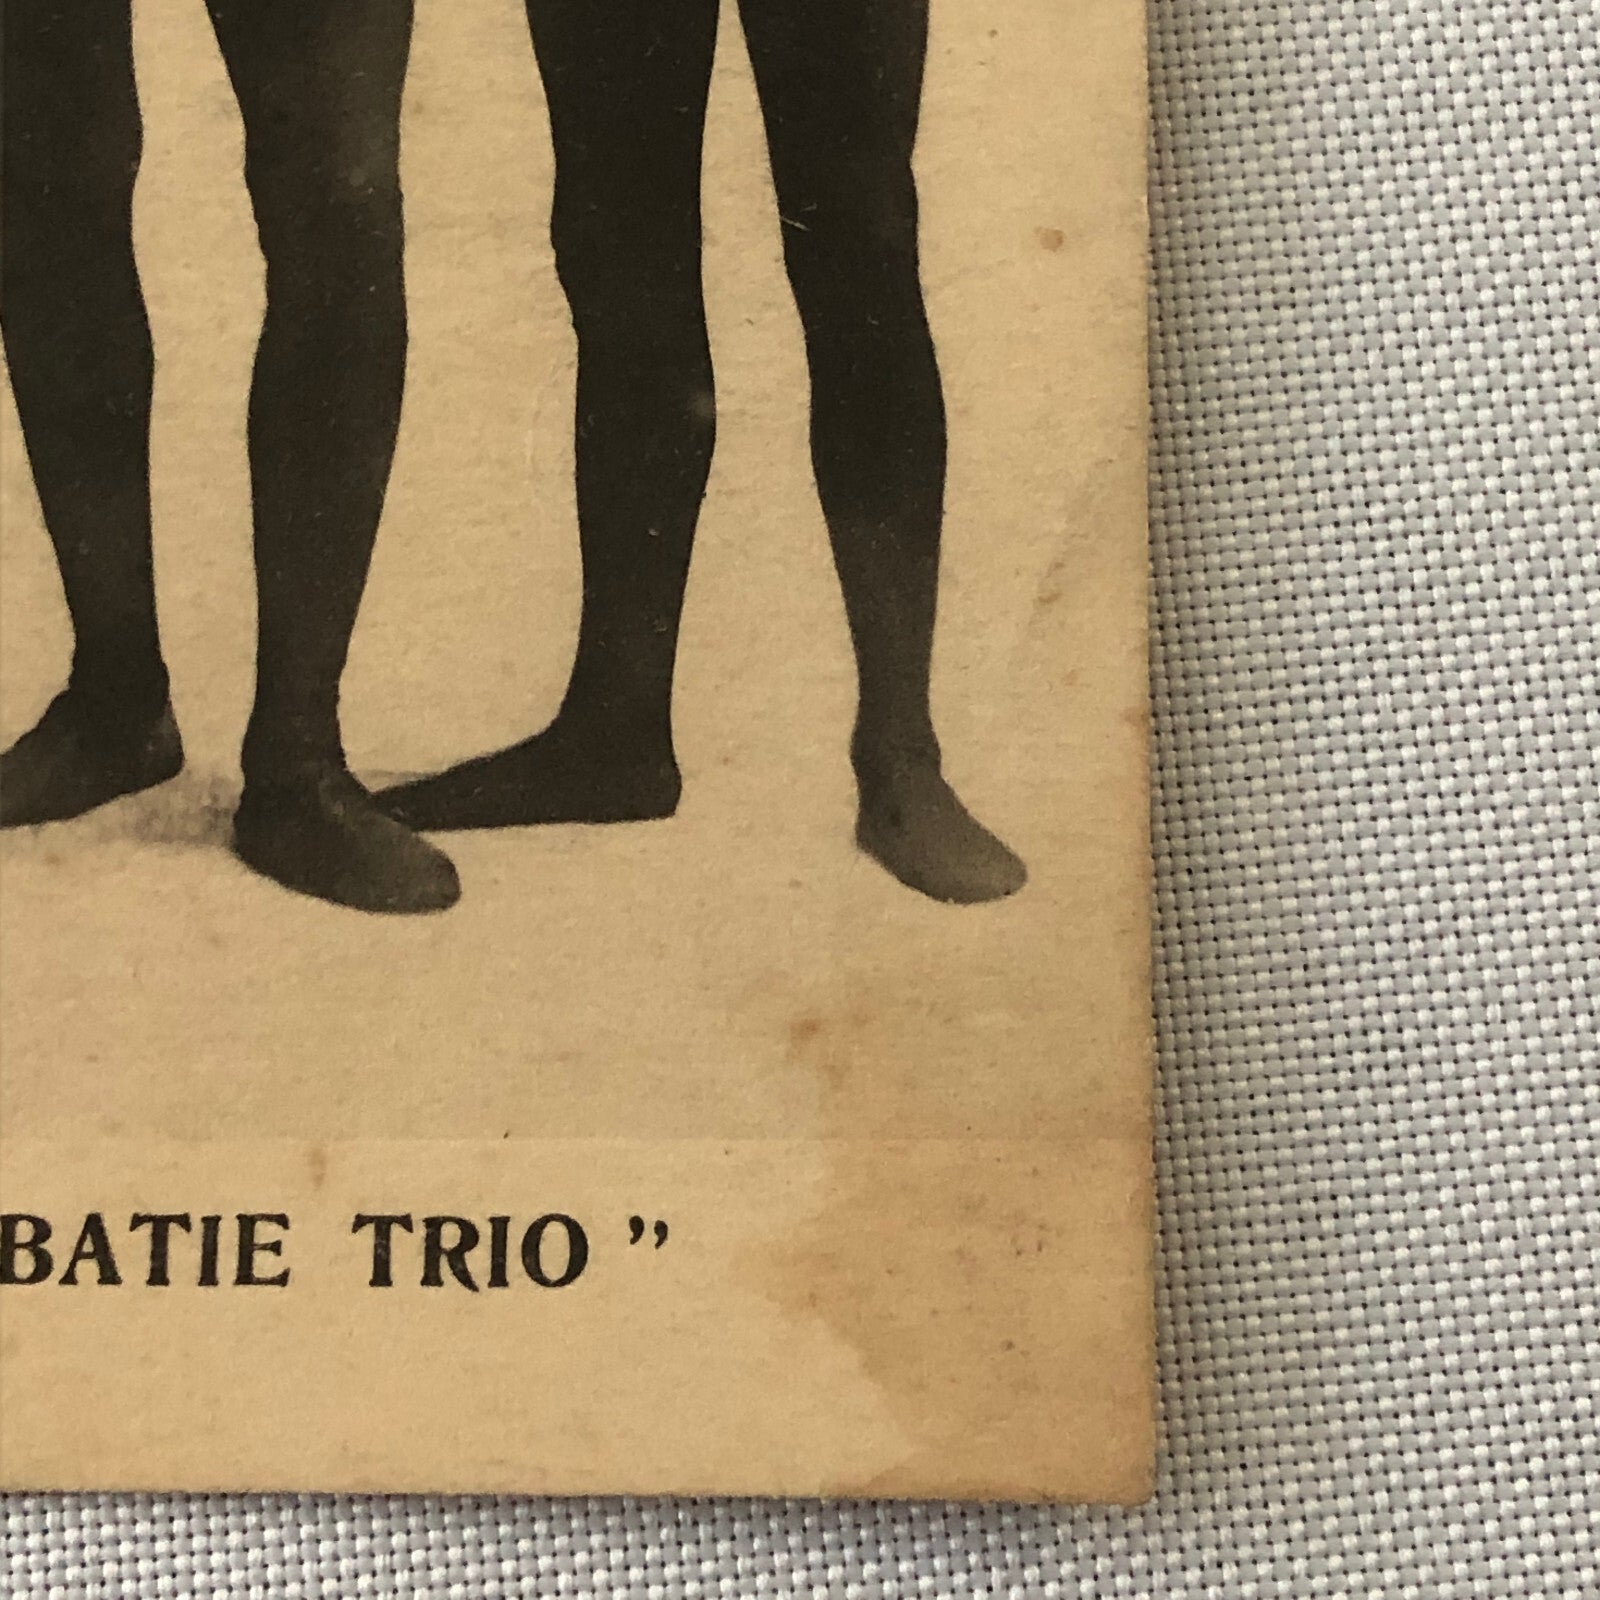 BATIE TRIO ”